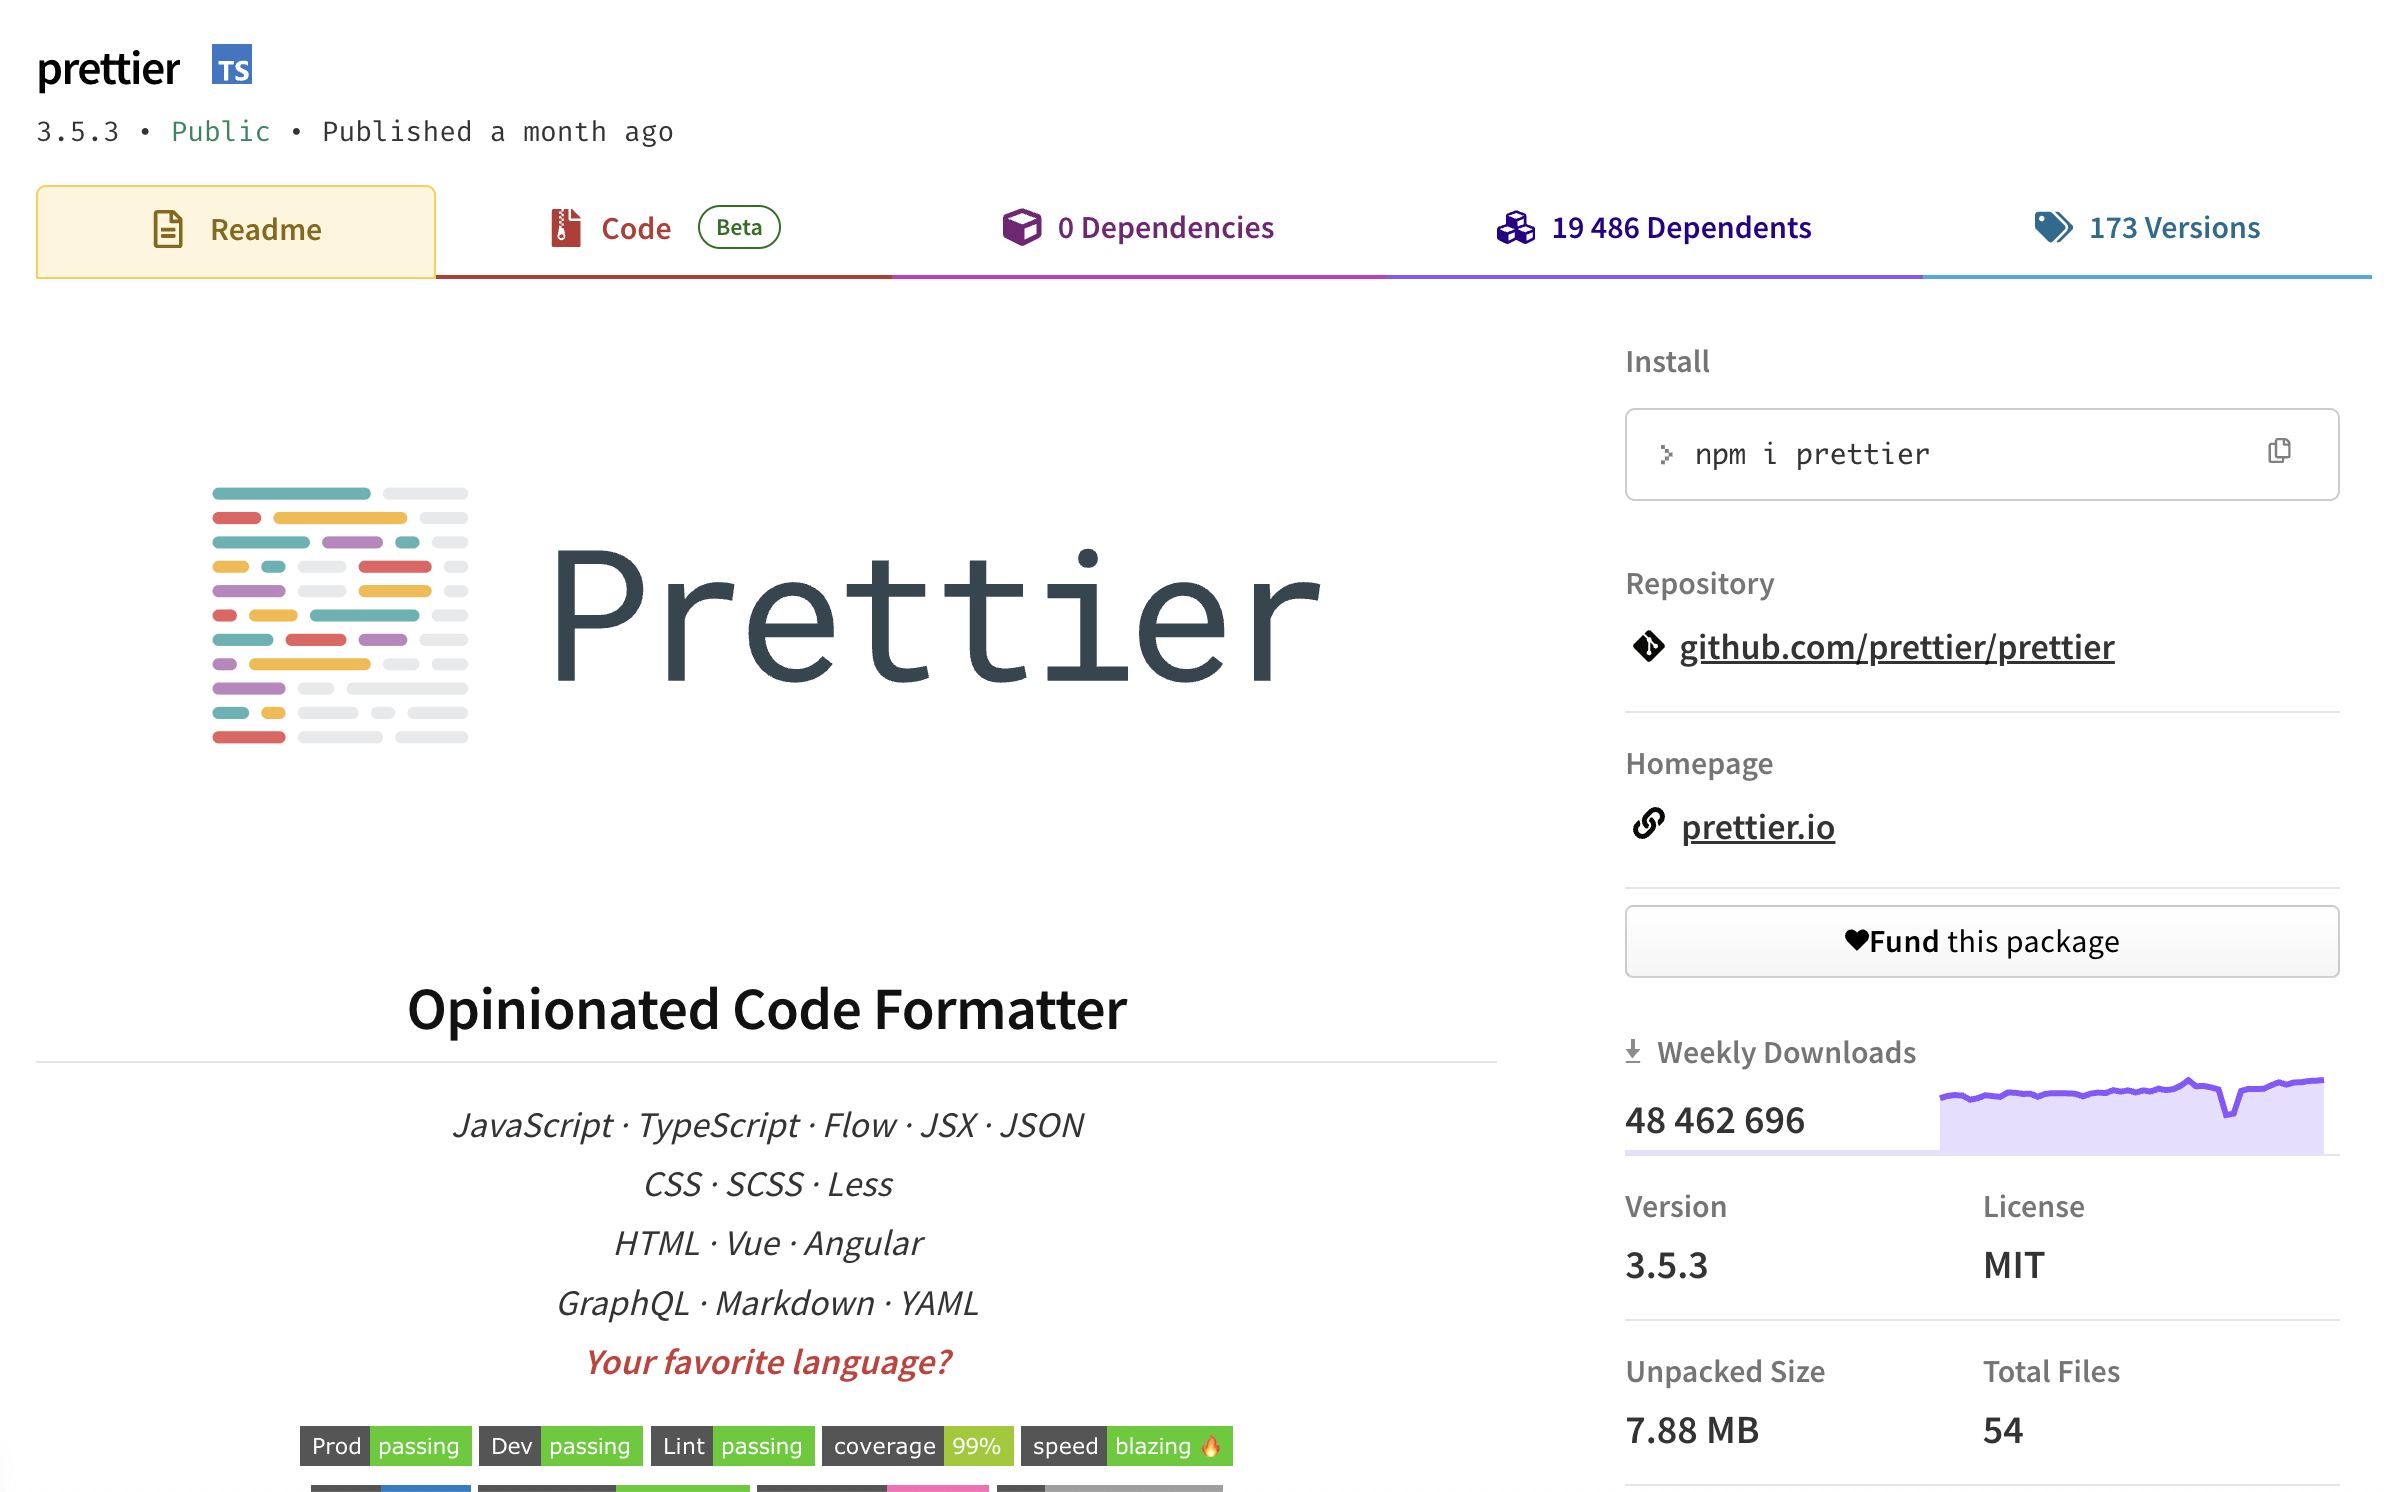 prettier TS
3.5.3 • Public • Published a month ago
Readme
Code Beta
0 Dependencies
19 486 Dependents
173 Versions
Prettier
Opinionated Code Formatter
JavaScript · TypeScript · Flow · JSX · JSON
CSS · SCSS · Less
HTML · Vue · Angular
GraphQL · Markdown · YAML
Your favorite language?
Prod passing Dev passing Lint passing coverage 99% speed blazing 🔥
Install
npm i prettier
Repository
github.com/prettier/prettier
Homepage
prettier.io
Fund this package
Weekly Downloads
48 462 696
Version License
3.5.3 MIT
Unpacked Size Total Files
7.88 MB 54